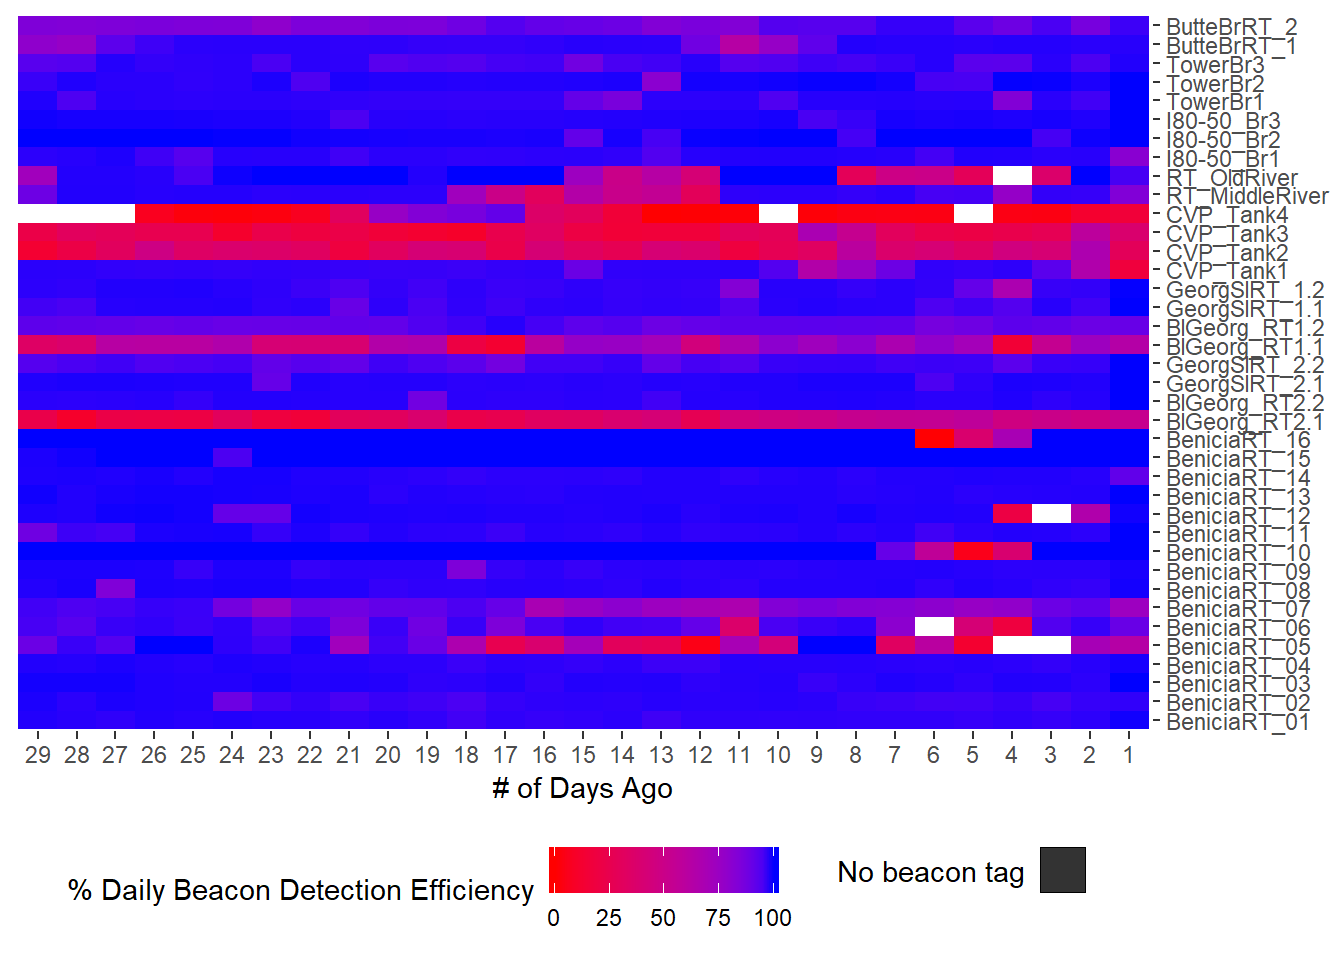 ButteBrRT_2
ButteBrRT_1
TowerBr3
TowerBr2
TowerBr1
I80-50_Br3
I80-50_Br2
I80-50_Br1
RT_OldRiver
RT_MiddleRiver
CVP_Tank4
CVP_Tank3
CVP_Tank2
CVP_Tank1
GeorgSlRT_1.2
GeorgSlRT_1.1
BlGeorg_RT1.2
BlGeorg_RT1.1
GeorgSlRT_2.2
GeorgSlRT_2.1
BlGeorg_RT2.2
BlGeorg_RT2.1
BeniciaRT_16
BeniciaRT_15
BeniciaRT_14
BeniciaRT_13
BeniciaRT_12
BeniciaRT_11
BeniciaRT_10
BeniciaRT_09
BeniciaRT_08
BeniciaRT_07
BeniciaRT_06
BeniciaRT_05
BeniciaRT_04
BeniciaRT_03
BeniciaRT_02
BeniciaRT_01
29 28 27 26 25 24 23 22 21 20 19 18 17 16 15 14 13 12 11 10 9 8 7 6 5 4 3 2 1
# of Days Ago
% Daily Beacon Detection Efficiency
0 25 50 75 100
No beacon tag